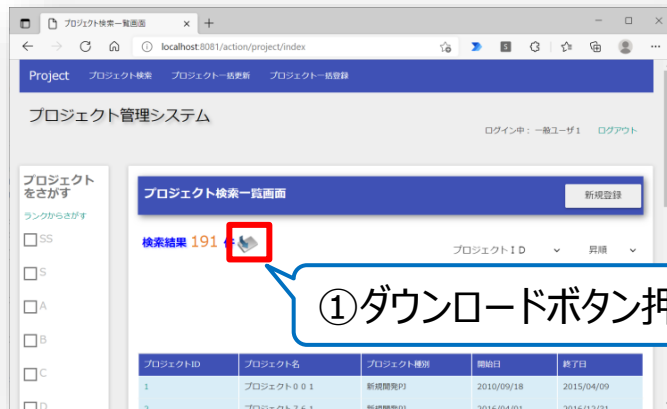 プロジェクト検索一覧画面
localhost:8081/action/project/index
Project プロジェクト検索 プロジェクト一括更新 プロジェクト一括登録
プロジェクト管理システム
ログイン中： 一般ユーザ1 ログアウト
プロジェクト
をさがす
ランクからさがす
SS
S
A
B
C
D
プロジェクト検索一覧画面
新規登録
検索結果 191 件
プロジェクトＩＤ
昇順
①ダウンロードボタン押
プロジェクトID プロジェクト名 プロジェクト種別 開始日 終了日
1 プロジェクト００１ 新規開発PJ 2010/09/18 2015/04/09